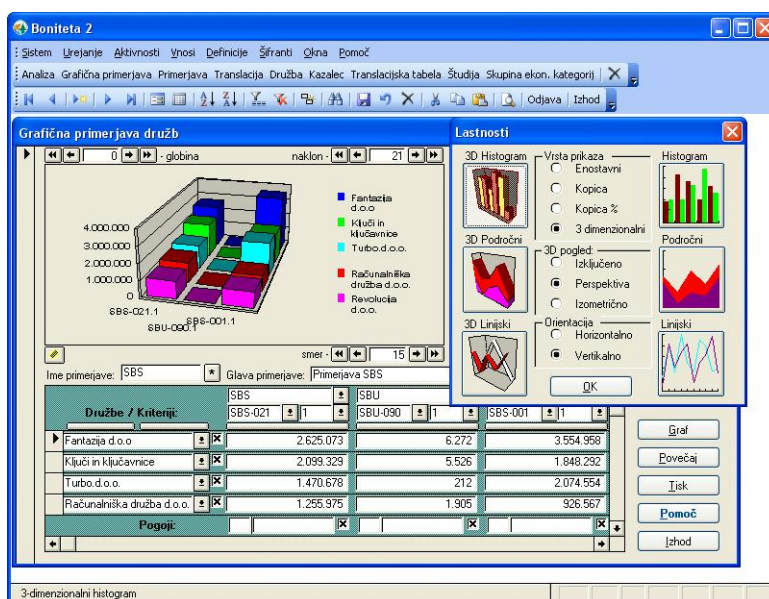 Boniteta 2
Sistem Urejanje Aktivnosti Vnosi Definicije Šifranti Okna Pomoč
Analiza Grafična primerjava Primerjava Translacija Družba Kazalec Translacijska tabela Študija Skupina ekon. kategorij
Odjava Izhod
Grafična primerjava družb
0 - globina naklon - 21
4.000.000
3.000.000
2.000.000
1.000.000
0
SBS-021.1
SBU-090.1
SBS-001.1
Fantazija
d.o.o
Ključi in
ključavnice
Turbo.d.o.o.
Računalniška
družba d.o.o.
Revolucija
d.o.o.
smer - 15
Ime primerjave: SBS * Glava primerjave: Primerjava SBS
SBS SBU
Družbe / Kriteriji: SBS-021 1 SBU-090 1 SBS-001 1
Fantazija d.o.o 2.625.073 6.272 3.554.958
Ključi in ključavnice 2.099.329 5.526 1.848.292
Turbo.d.o.o. 1.470.678 212 2.074.554
Računalniška družba d.o.o. 1.255.975 1.905 926.567
Pogoji:
Lastnosti
3D Histogram
3D Področni
3D Linijski
Vrsta prikaza
Enostavni
Kopica
Kopica %
3 dimenzionalni
3D pogled:
Izključeno
Perspektiva
Izometrično
Orientacija
Horizontalno
Vertikalno
OK
Histogram
Področni
Linijski
Graf
Povečaj
Tisk
Pomoč
Izhod
3-dimenzionalni histogram